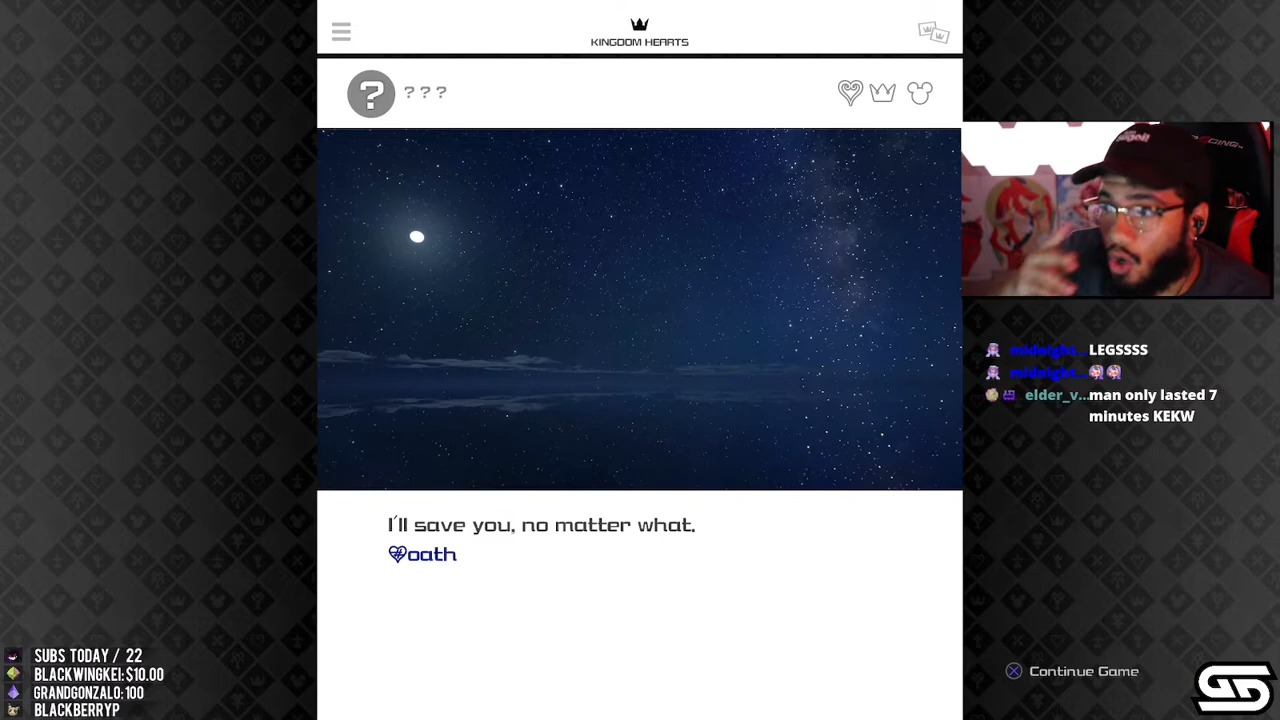 KINGDOM HEARTS
? ???
I'll save you, no matter what.
#oath
midnight... LEGSSSS
midnight...
elder_v... man only lasted 7
minutes KEKW
Continue Game
SUBS TODAY / 22
BLACKWINGKEI: $10.00
GRANDGONZALO: 100
BLACKBERRYP